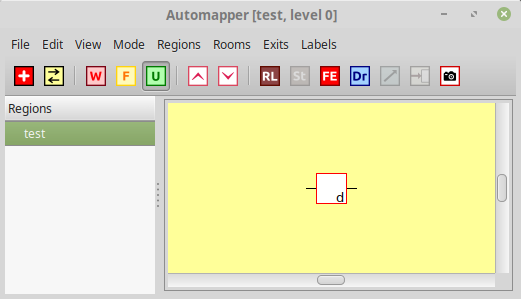 Automapper [test, level 0]
File Edit View Mode Regions Rooms Exits Labels
W F U RL St FE Dr
Regions
test
d